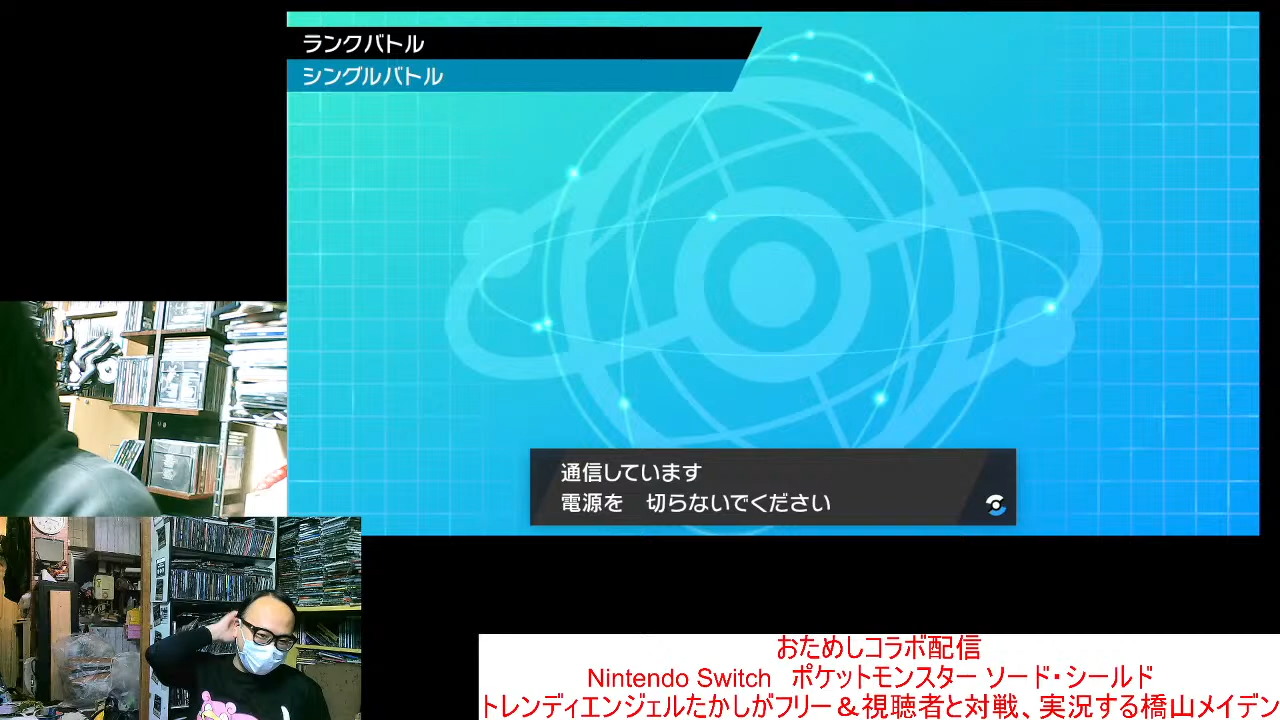 ランクバトル
シングルバトル
通信しています
電源を　切らないでください
おためしコラボ配信
Nintendo Switch　ポケットモンスター ソード・シールド
トレンディエンジェルたかしがフリー＆視聴者と対戦、実況する橋山メイデン